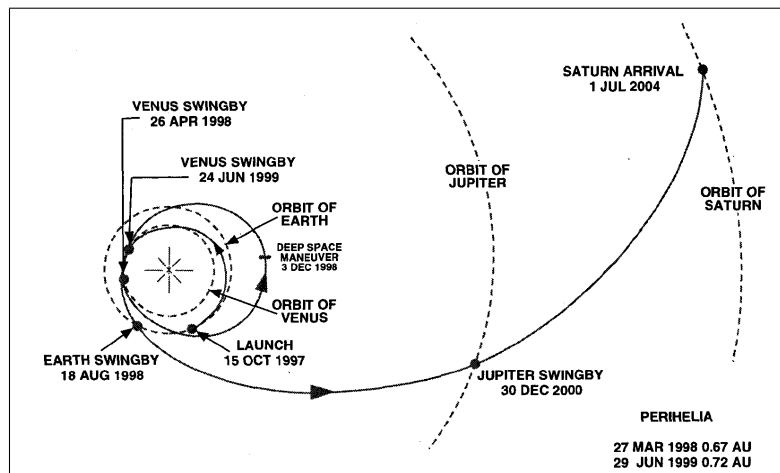 SATURN ARRIVAL
1 JUL 2004
VENUS SWINGBY
26 APR 1998
VENUS SWINGBY
24 JUN 1999
ORBIT OF
JUPITER
ORBIT OF
SATURN
ORBIT OF
EARTH
DEEP SPACE
MANEUVER
3 DEC 1998
ORBIT OF
VENUS
LAUNCH
15 OCT 1997
EARTH SWINGBY
18 AUG 1998
JUPITER SWINGBY
30 DEC 2000
PERIHELIA
27 MAR 1998 0.67 AU
29 JUN 1999 0.72 AU